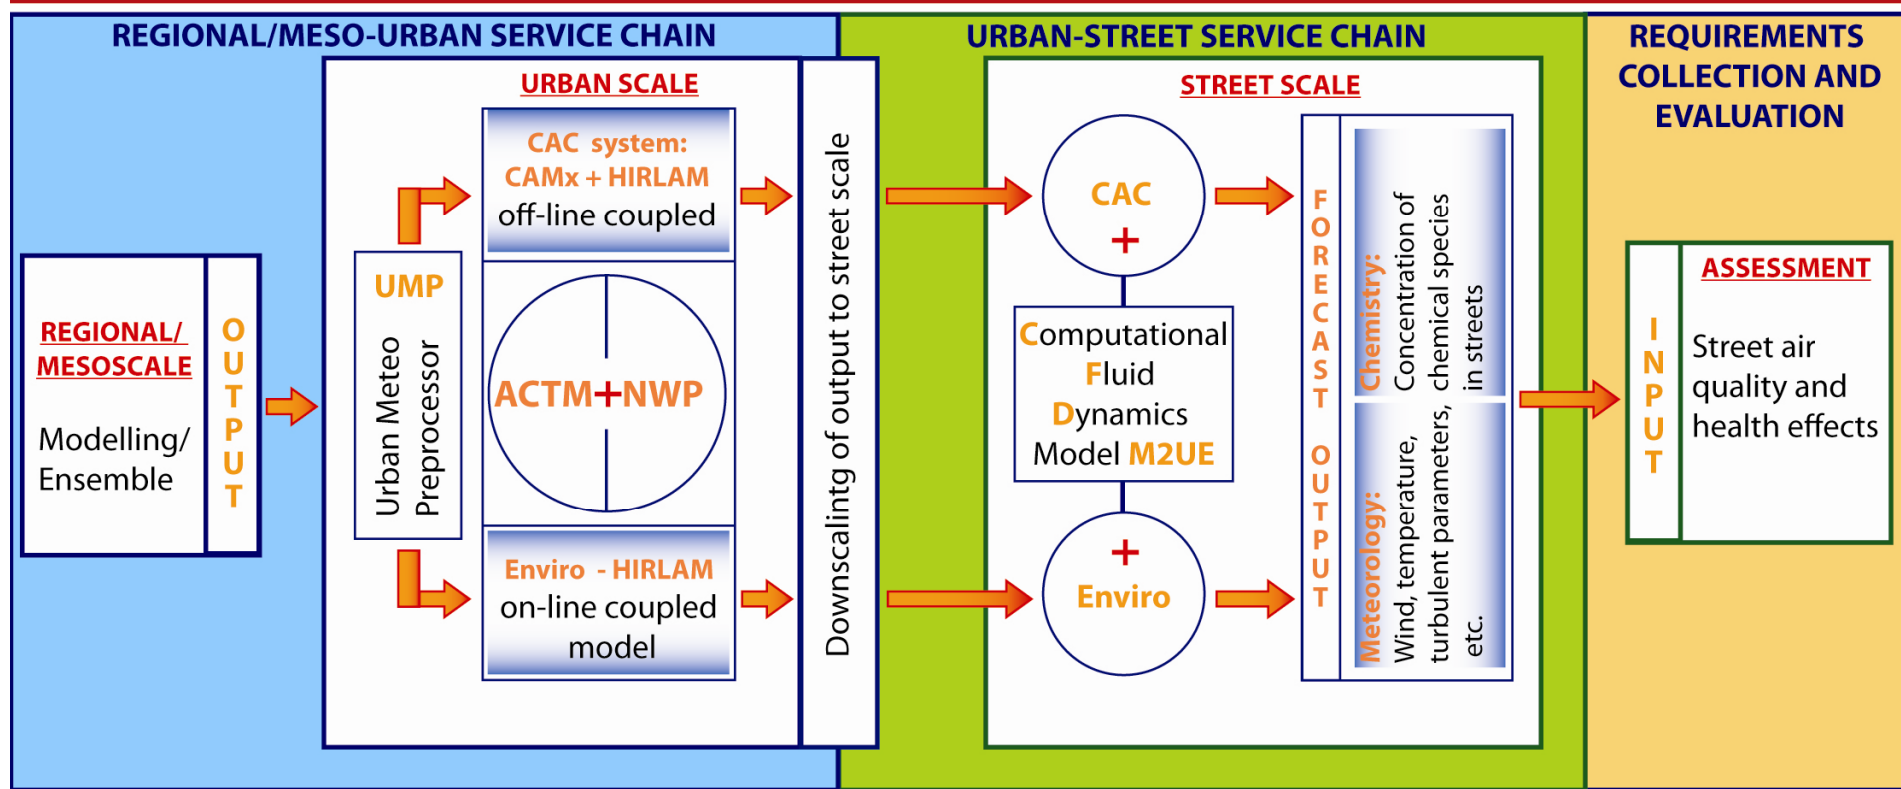 REGIONAL/MESO-URBAN SERVICE CHAIN
REGIONAL/
MESOSCALE
Modelling/
Ensemble
OUTPUT
URBAN SCALE
UMP
Urban Meteo
Preprocessor
CAC system:
CAMx + HIRLAM
off-line coupled
ACTM+NWP
Enviro - HIRLAM
on-line coupled
model
Downscalintg of output to street scale
URBAN-STREET SERVICE CHAIN
STREET SCALE
CAC
+
Computational
Fluid
Dynamics
Model M2UE
+
Enviro
FORECAST OUTPUT
Chemistry:
Concentration of
chemical species
in streets
Meteorology:
Wind, temperature,
turbulent parameters,
etc.
REQUIREMENTS
COLLECTION AND
EVALUATION
INPUT
ASSESSMENT
Street air
quality and
health effects